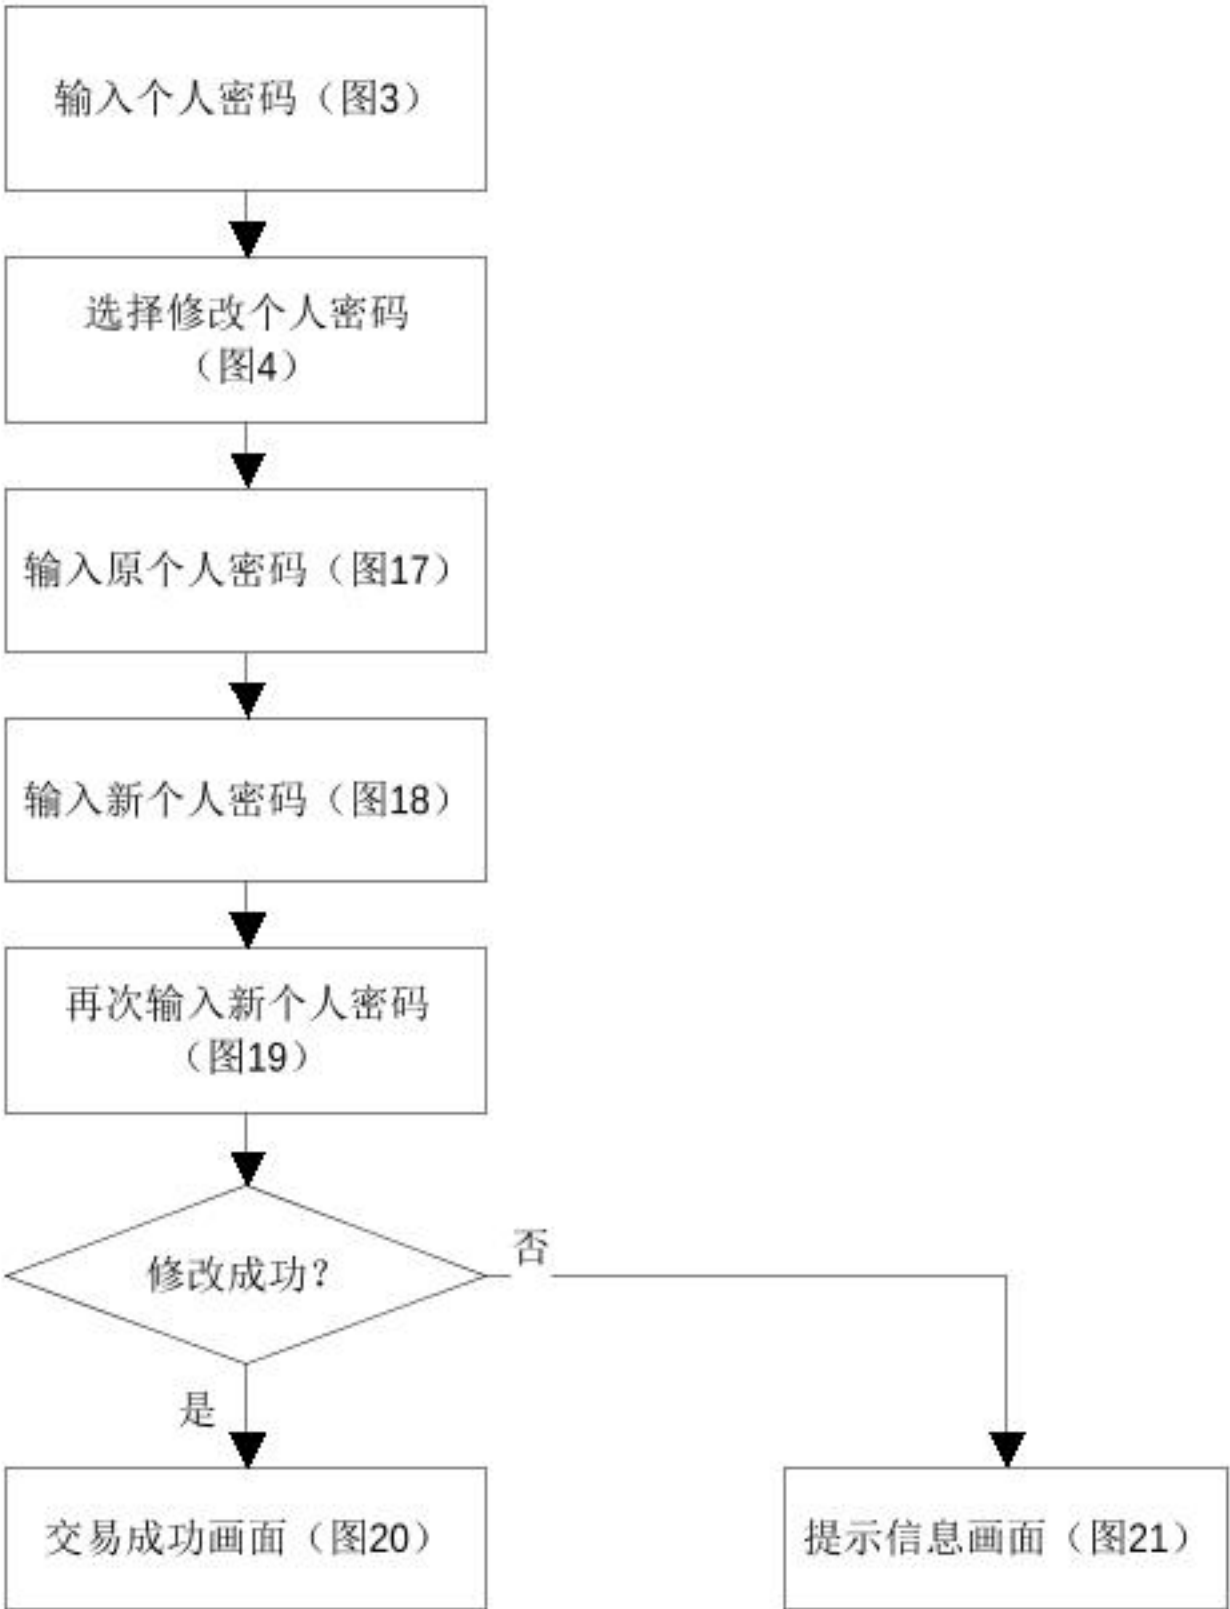 输入个人密码（图3）
选择修改个人密码
（图4）
输入原个人密码（图17）
输入新个人密码（图18）
再次输入新个人密码
（图19）
修改成功？
否
是
交易成功画面（图20）
提示信息画面（图21）